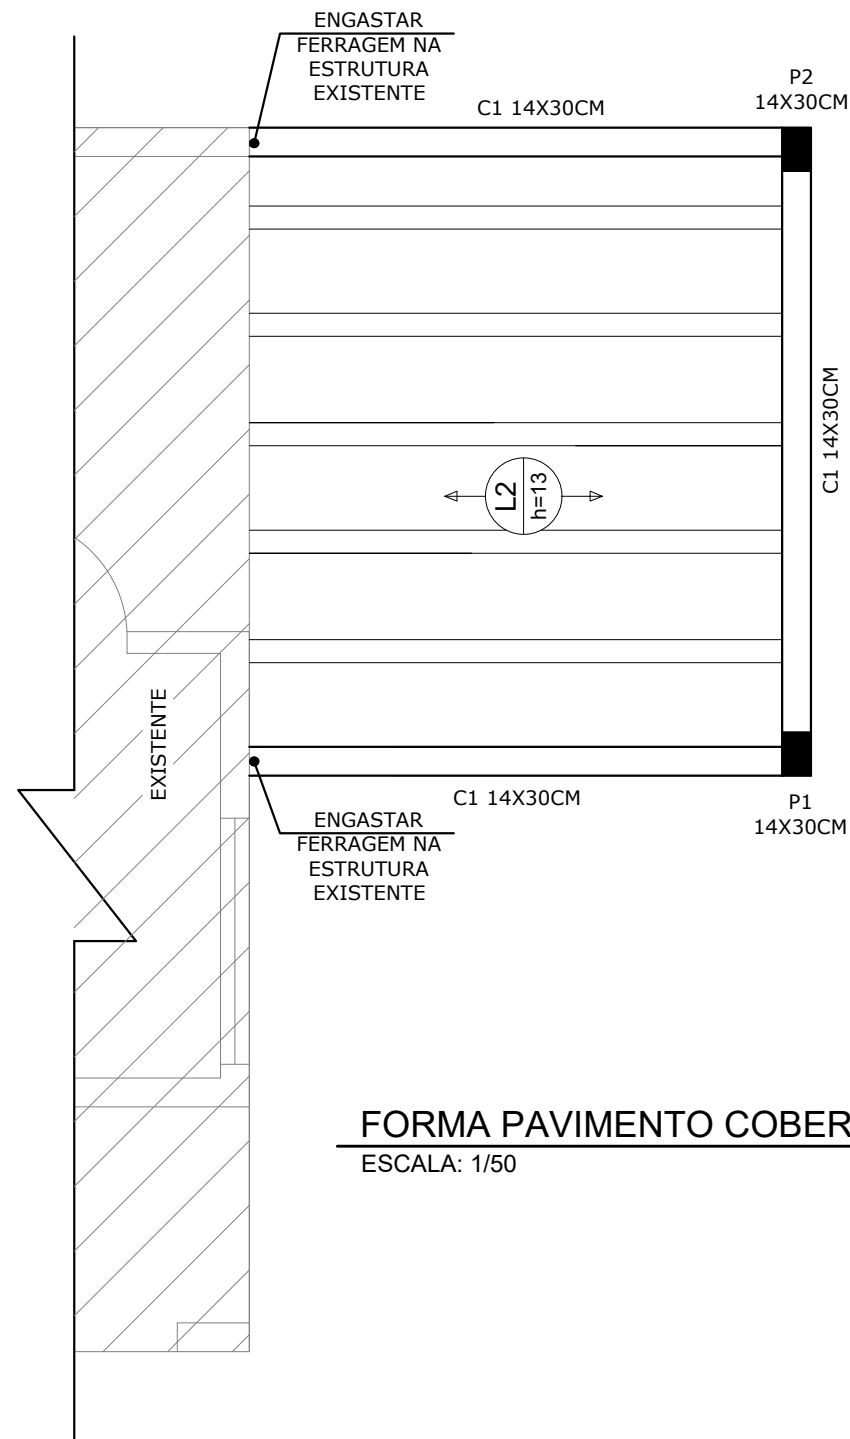 ENGASTAR
FERRAGEM NA
ESTRUTURA
EXISTENTE
P2
14X30CM
C1 14X30CM
C1 14X30CM
L2
h=13
EXISTENTE
C1 14X30CM
P1
14X30CM
ENGASTAR
FERRAGEM NA
ESTRUTURA
EXISTENTE
FORMA PAVIMENTO COBER
ESCALA: 1/50